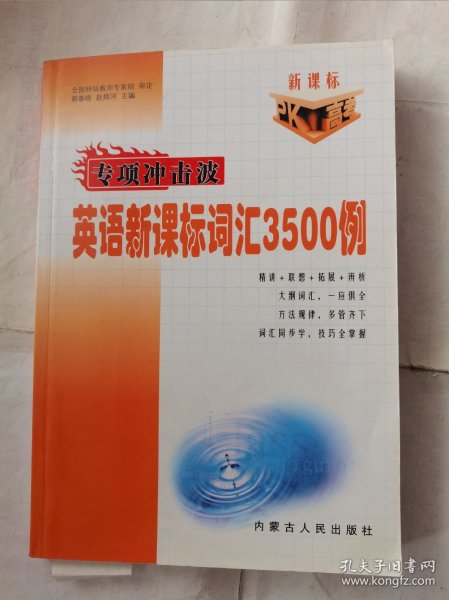 全国特级教师专家组 审定
郭春晓 赵炳河 主编
新课标
PK 高考
专项冲击波
英语新课标词汇3500例
精讲+联想+拓展+辨析
大纲词汇，一应俱全
方法规律，多管齐下
词汇同步学，技巧全掌握
内蒙古人民出版社
孔夫子旧书网
www.kongfz.com